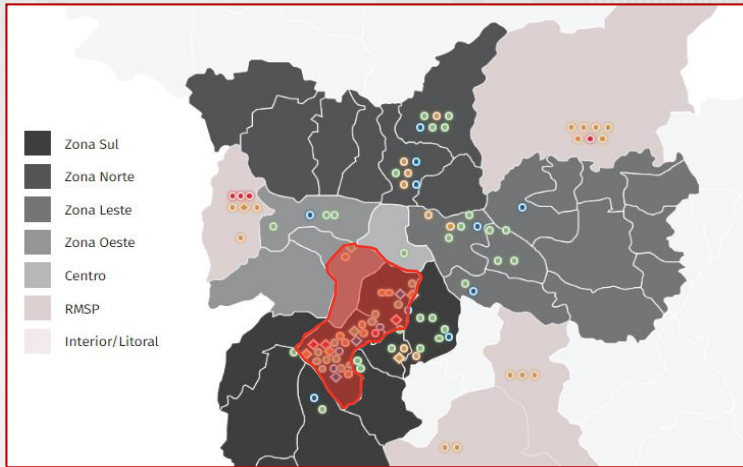 Zona Sul
Zona Norte
Zona Leste
Zona Oeste
Centro
RMSP
Interior/Litoral